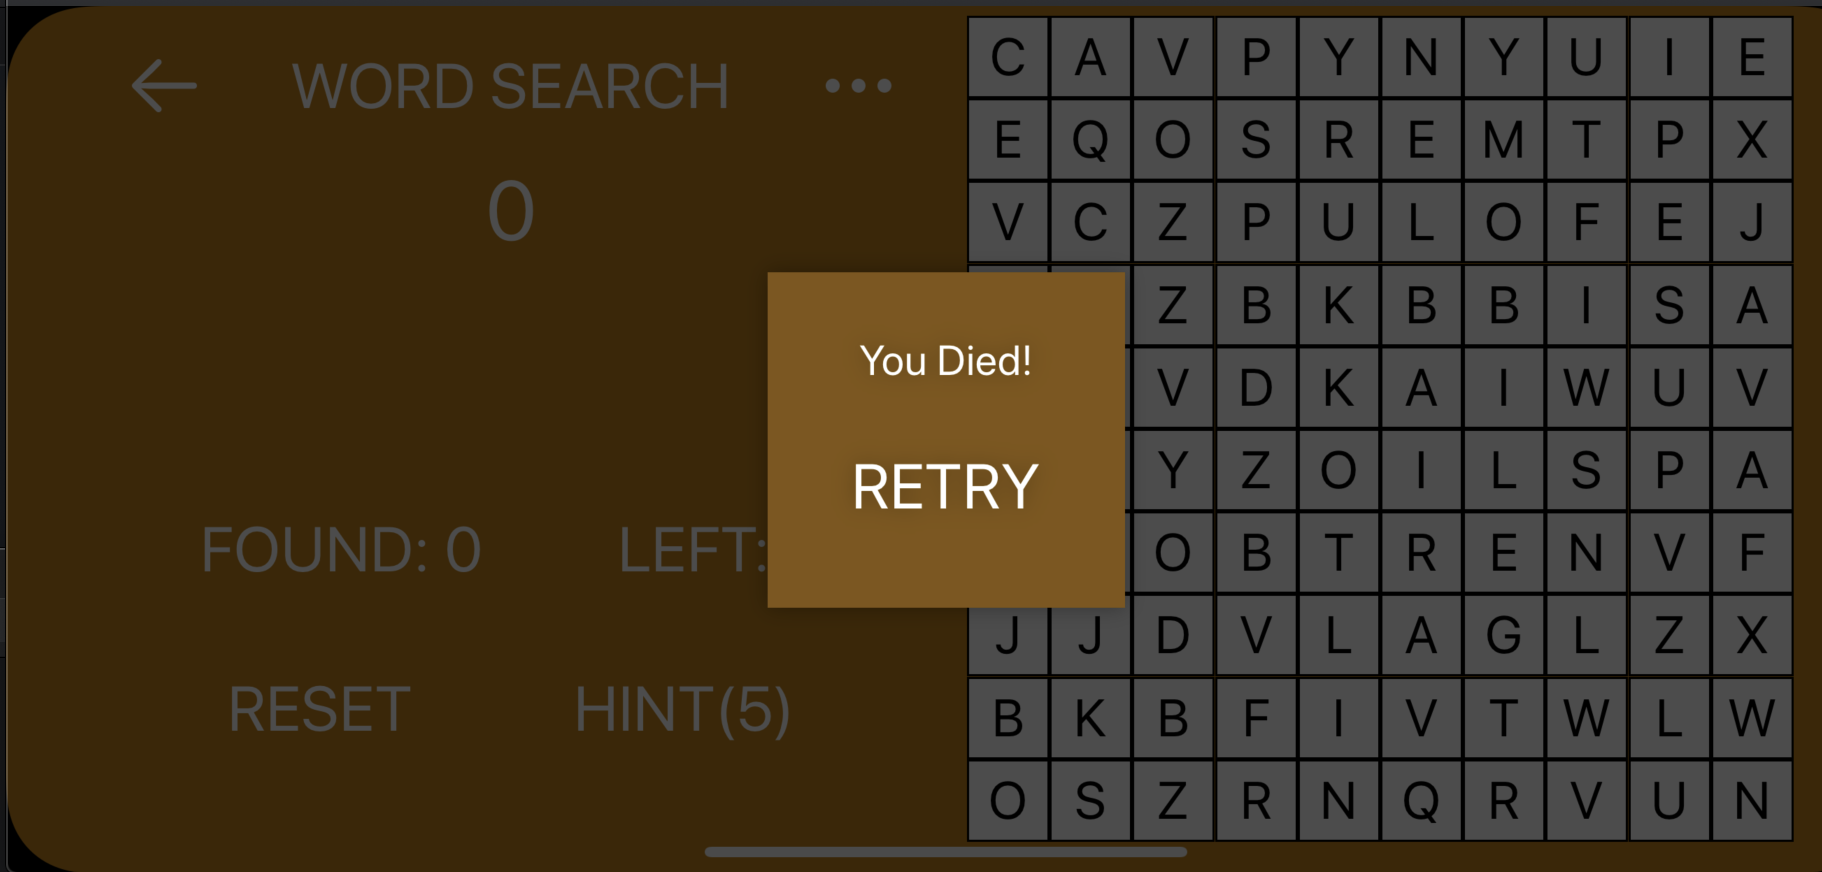 WORD SEARCH
0
FOUND: 0
LEFT:
RESET
HINT(5)
You Died!
RETRY
C A V P Y N Y U I E
E Q O S R E M T P X
V C Z P U L O F E J
Z B K B B I S A
V D K A I W U V
Y Z O I L S P A
O B T R E N V F
J J D V L A G L Z X
B K B F I V T W L W
O S Z R N Q R V U N